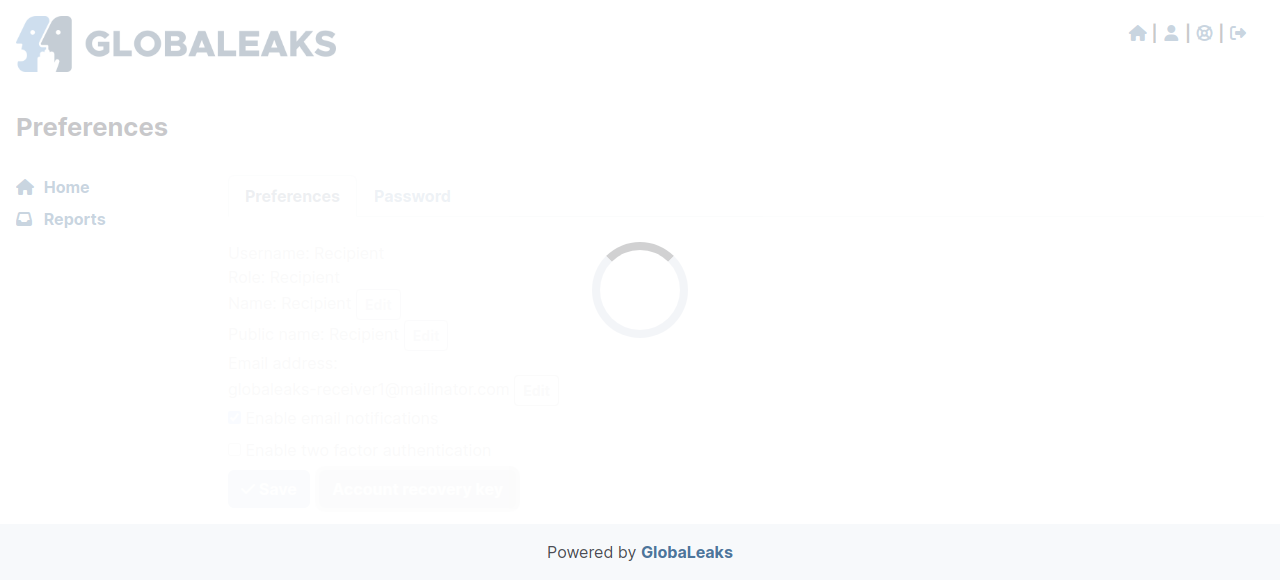 GLOBALEAKS
| | |
Preferences
Home
Reports
Preferences Password
Username: Recipient
Role: Recipient
Name: Recipient Edit
Public name: Recipient Edit
Email address:
globaleaks-receiver1@mailinator.com Edit
Enable email notifications
Enable two factor authentication
Save Account recovery key
Powered by GlobaLeaks